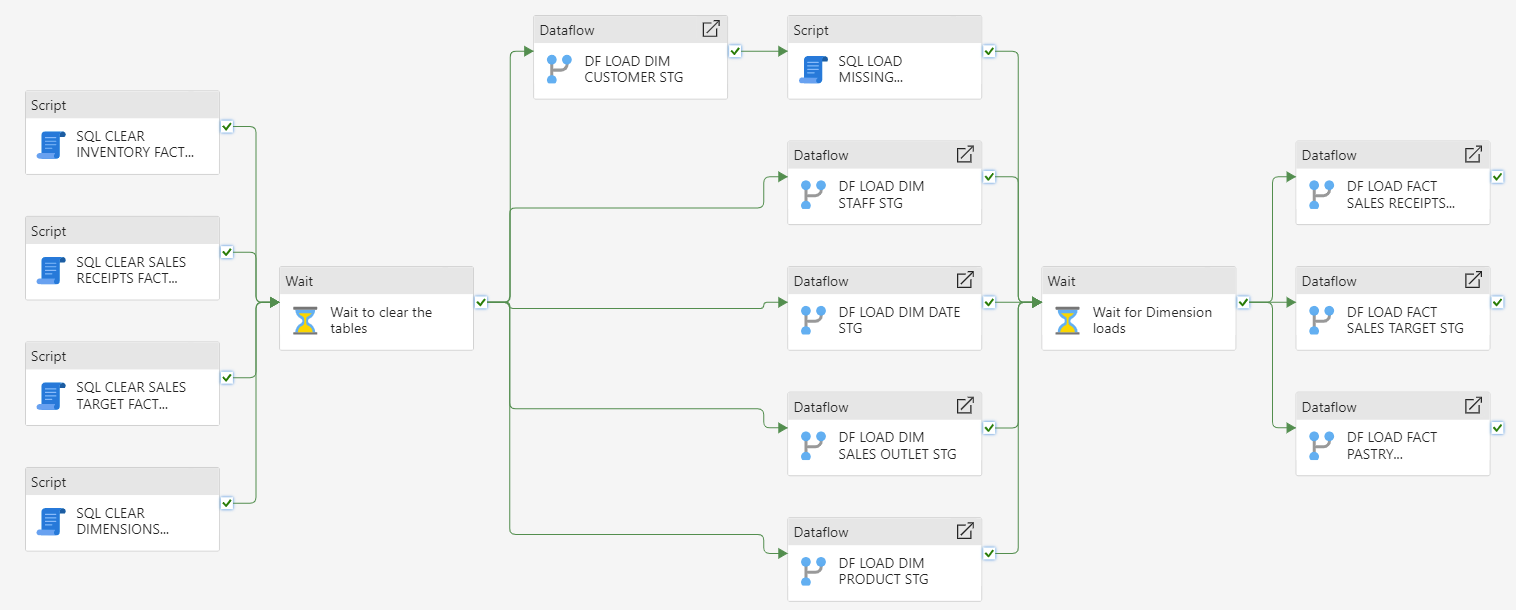 Script
SQL CLEAR
INVENTORY FACT...
Script
SQL CLEAR SALES
RECEIPTS FACT...
Script
SQL CLEAR SALES
TARGET FACT...
Script
SQL CLEAR
DIMENSIONS...
Wait
Wait to clear the
tables
Dataflow
DF LOAD DIM
CUSTOMER STG
Script
SQL LOAD
MISSING...
Dataflow
DF LOAD DIM
STAFF STG
Dataflow
DF LOAD DIM DATE
STG
Dataflow
DF LOAD DIM
SALES OUTLET STG
Dataflow
DF LOAD DIM
PRODUCT STG
Wait
Wait for Dimension
loads
Dataflow
DF LOAD FACT
SALES RECEIPTS...
Dataflow
DF LOAD FACT
SALES TARGET STG
Dataflow
DF LOAD FACT
PASTRY...